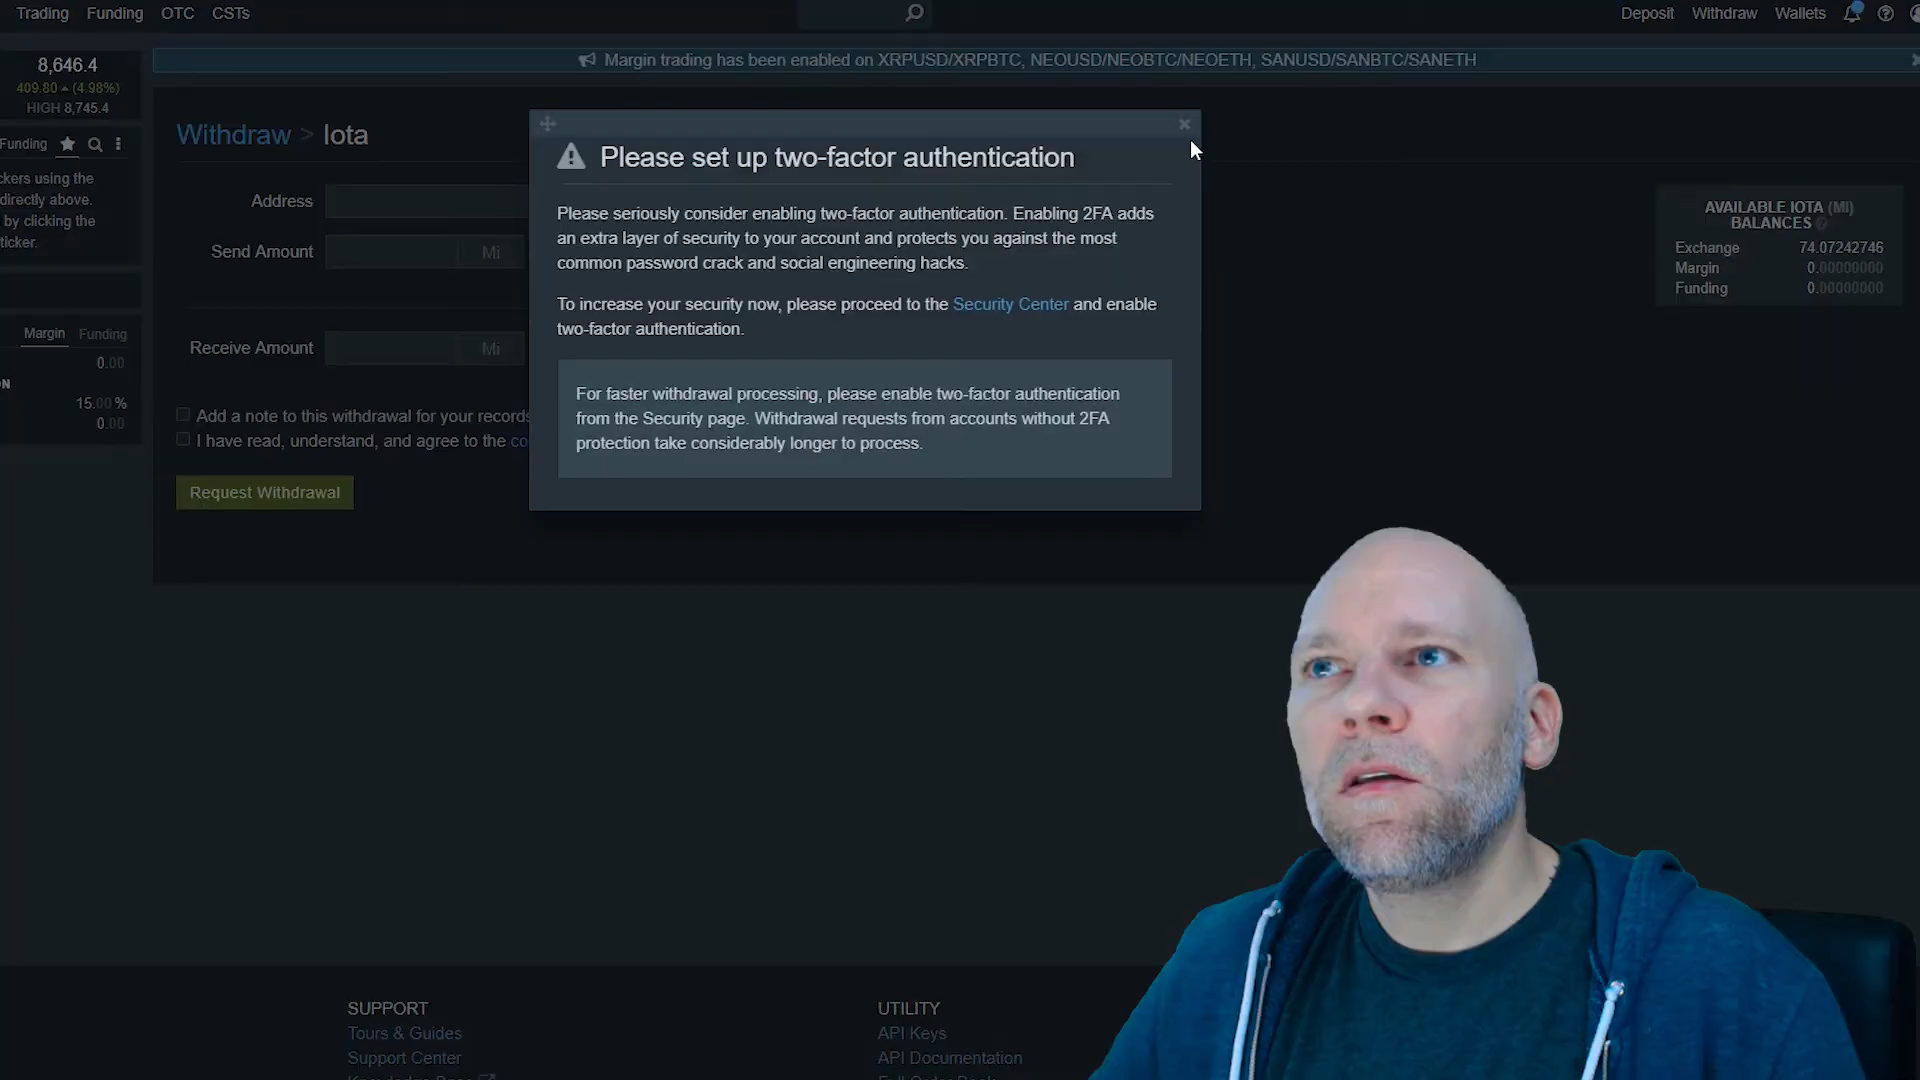 Trading Funding OTC CSTs
Deposit Withdraw Wallets
8,646.4
409.80 (4.98%)
HIGH 8,745.4
Margin trading has been enabled on XRPUSD/XRPBTC, NEOUSD/NEOBTC/NEOETH, SANUSD/SANBTC/SANETH
Funding
ckers using the
directly above.
by clicking the
ticker.
Margin Funding
0.00
N
15.00 %
0.00
Withdraw > Iota
Address
Send Amount Mi
Receive Amount Mi
Add a note to this withdrawal for your records
I have read, understand, and agree to the co
Request Withdrawal
Please set up two-factor authentication
Please seriously consider enabling two-factor authentication. Enabling 2FA adds
an extra layer of security to your account and protects you against the most
common password crack and social engineering hacks.
To increase your security now, please proceed to the Security Center and enable
two-factor authentication.
For faster withdrawal processing, please enable two-factor authentication
from the Security page. Withdrawal requests from accounts without 2FA
protection take considerably longer to process.
AVAILABLE IOTA (MI)
BALANCES
Exchange 74.07242746
Margin 0.00000000
Funding 0.00000000
SUPPORT
Tours & Guides
Support Center
UTILITY
API Keys
API Documentation